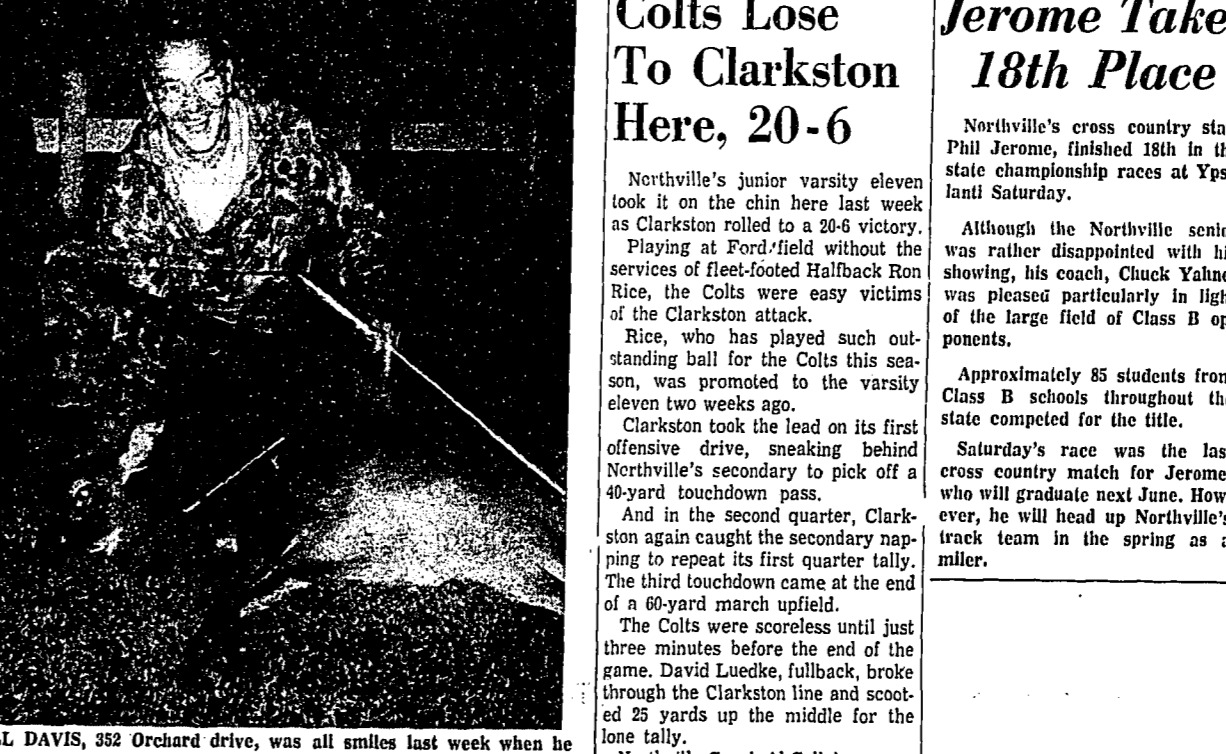 L DAVIS, 352 Orchard drive, was all smiles last week when he
Colts Lose
To Clarkston
Here, 20-6
Northville's junior varsity eleven
took it on the chin here last week
as Clarkston rolled to a 20-6 victory.
Playing at Ford field without the
services of fleet-footed Halfback Ron
Rice, the Colts were easy victims
of the Clarkston attack.
Rice, who has played such out-
standing ball for the Colts this sea-
son, was promoted to the varsity
eleven two weeks ago.
Clarkston took the lead on its first
offensive drive, sneaking behind
Northville's secondary to pick off a
40-yard touchdown pass.
And in the second quarter, Clark-
ston again caught the secondary nap-
ping to repeat its first quarter tally.
The third touchdown came at the end
of a 60-yard march upfield.
The Colts were scoreless until just
three minutes before the end of the
game. David Luedke, fullback, broke
through the Clarkston line and scoot-
ed 25 yards up the middle for the
lone tally.
Jerome Take
18th Place
Northville's cross country sta
Phil Jerome, finished 18th in th
state championship races at Yps
lanti Saturday.
Although the Northville senio
was rather disappointed with hi
showing, his coach, Chuck Yahne
was pleased particularly in ligh
of the large field of Class B op
ponents.
Approximately 85 students from
Class B schools throughout the
state competed for the title.
Saturday's race was the las
cross country match for Jerome
who will graduate next June. How
ever, he will head up Northville's
track team in the spring as a
miler.